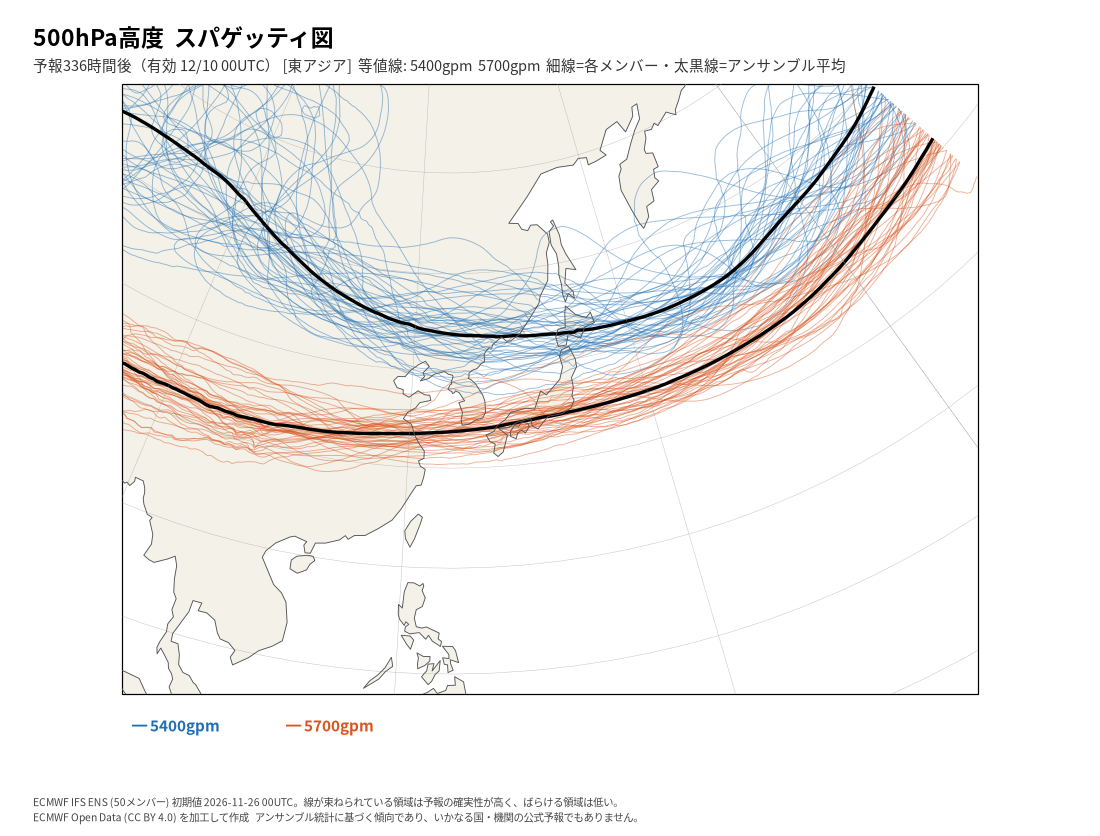 500hPa高度 スパゲッティ図
予報336時間後（有効 12/10 00UTC） [東アジア] 等値線: 5400gpm 5700gpm 細線=各メンバー・太黒線=アンサンブル平均
5400gpm
5700gpm
ECMWF IFS ENS (50メンバー) 初期値 2026-11-26 00UTC。線が束ねられている領域は予報の確実性が高く、ばらける領域は低い。
ECMWF Open Data (CC BY 4.0) を加工して作成 アンサンブル統計に基づく傾向であり、いかなる国・機関の公式予報でもありません。